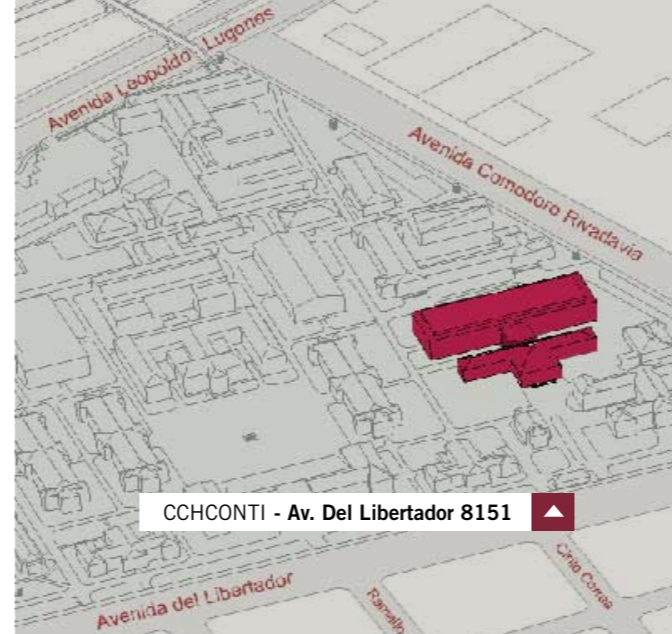 Avenida Leopoldo Lugones
Avenida Comodoro Rivadavia
CCHCONTI - Av. Del Libertador 8151
Avenida del Libertador
Ramallo
Cirilo Correa